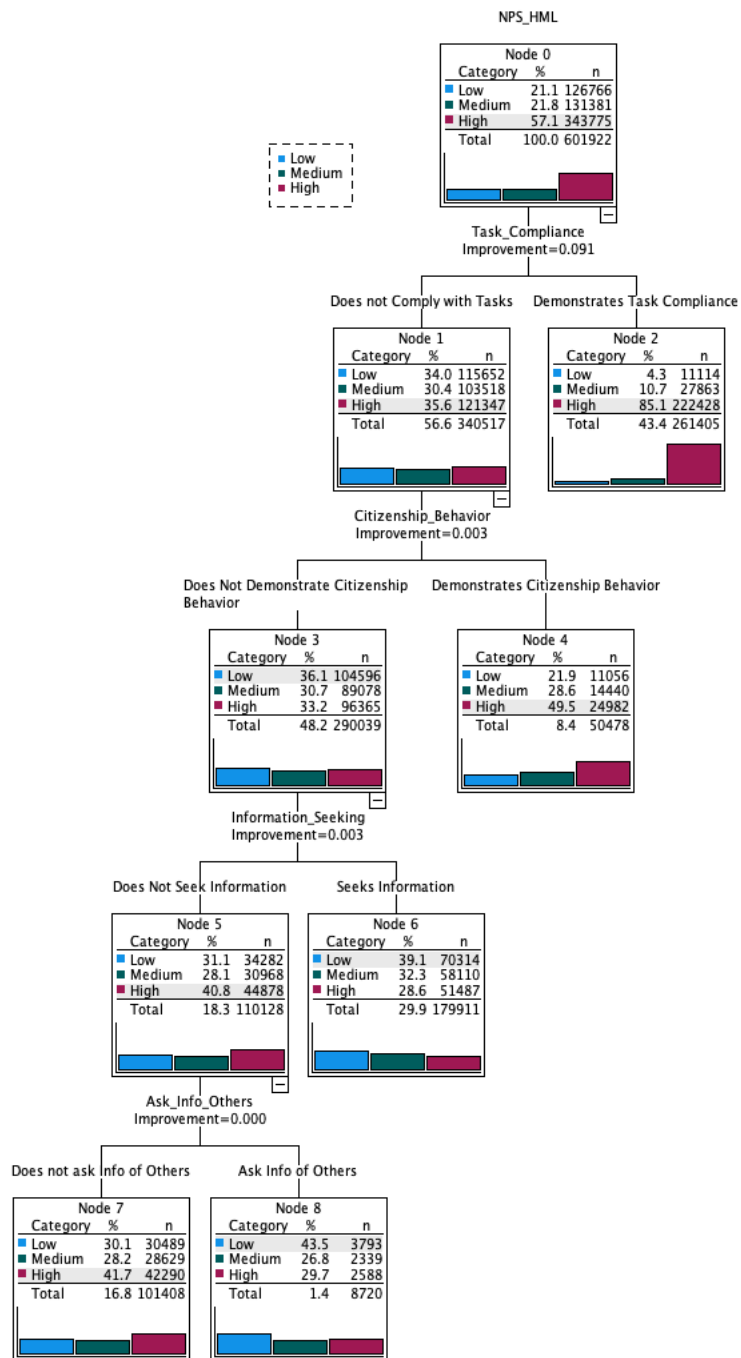 NPS_HML
Node 0
Category % n
Low 21.1 126766
Medium 21.8 131381
High 57.1 343775
Total 100.0 601922
Low
Medium
High
Task_Compliance
Improvement=0.091
Does not Comply with Tasks
Demonstrates Task Compliance
Node 1
Category % n
Low 34.0 115652
Medium 30.4 103518
High 35.6 121347
Total 56.6 340517
Node 2
Category % n
Low 4.3 11114
Medium 10.7 27863
High 85.1 222428
Total 43.4 261405
Citizenship_Behavior
Improvement=0.003
Does Not Demonstrate Citizenship
Behavior
Demonstrates Citizenship Behavior
Node 3
Category % n
Low 36.1 104596
Medium 30.7 89078
High 33.2 96365
Total 48.2 290039
Node 4
Category % n
Low 21.9 11056
Medium 28.6 14440
High 49.5 24982
Total 8.4 50478
Information_Seeking
Improvement=0.003
Does Not Seek Information
Seeks Information
Node 5
Category % n
Low 31.1 34282
Medium 28.1 30968
High 40.8 44878
Total 18.3 110128
Node 6
Category % n
Low 39.1 70314
Medium 32.3 58110
High 28.6 51487
Total 29.9 179911
Ask_Info_Others
Improvement=0.000
Does not ask Info of Others
Ask Info of Others
Node 7
Category % n
Low 30.1 30489
Medium 28.2 28629
High 41.7 42290
Total 16.8 101408
Node 8
Category % n
Low 43.5 3793
Medium 26.8 2339
High 29.7 2588
Total 1.4 8720